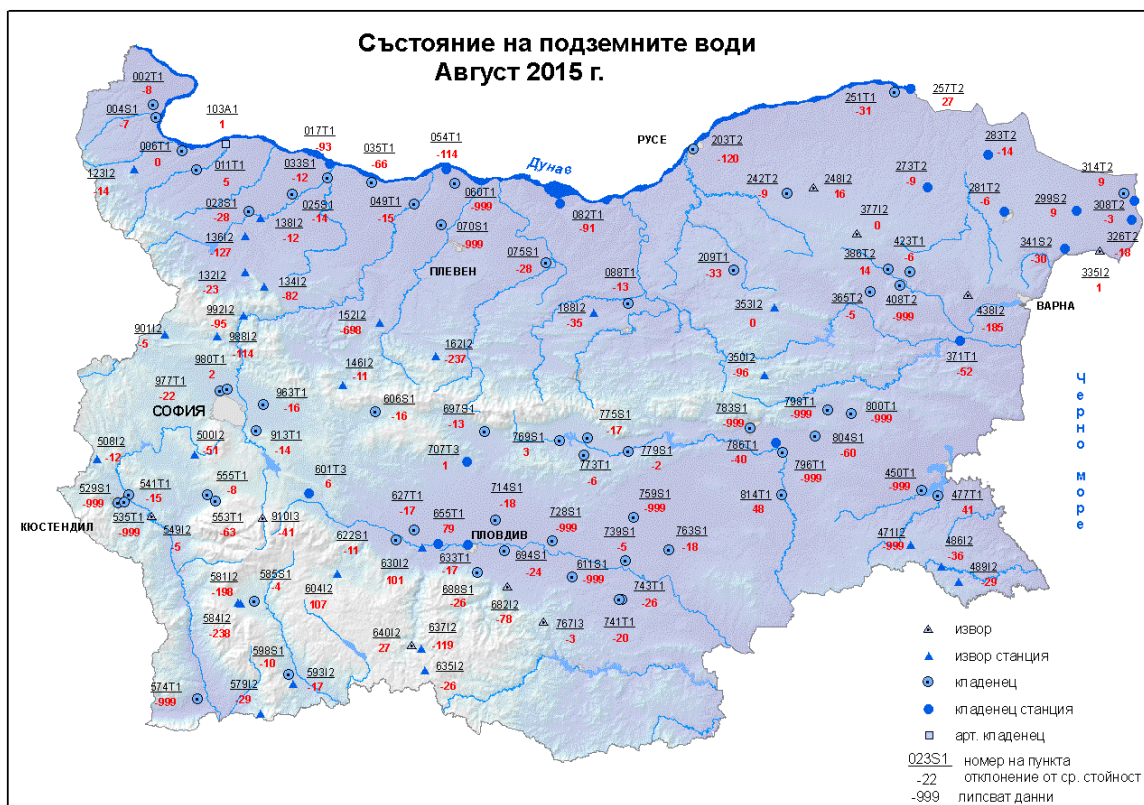 Състояние на подземните води
Август 2015 г.
002T1
-8
004S1
-7
103A1
1
006T1
0
011T1
5
123I2
-14
017T1
-93
033S1
-12
025S1
-14
028S1
-28
138I2
-12
136I2
-127
132I2
-23
134I2
-82
035T1
-66
054T1
-114
049T1
-15
060T1
-999
070S1
-999
ПЛЕВЕН
075S1
-28
Дунав
082T1
-91
088T1
-13
РУСЕ
203T2
-120
251T1
-31
257T2
27
242T2
-9
248I2
16
273T2
-9
283T2
-14
281T2
-6
299S2
9
314T2
9
308T2
-3
326T2
-18
341S2
-30
335I2
1
377I2
0
423T1
-6
386T2
14
365T2
-5
408T2
-999
438I2
-185
ВАРНА
209T1
-33
353I2
0
188I2
-35
350I2
-96
371T1
-52
992I2
-95
901I2
-5
988I2
-114
152I2
-698
162I2
-237
146I2
-11
980T1
2
977T1
-22
СОФИЯ
963T1
-16
913T1
-14
606S1
-16
697S1
-13
707T3
1
769S1
3
775S1
-17
773T1
-6
779S1
-2
783S1
-999
798T1
-999
800T1
-999
804S1
-60
786T1
-40
796T1
-999
814T1
48
450T1
-999
477T1
41
471I2
-999
486I2
-36
489I2
-29
Черно море
508I2
-12
500I2
-51
529S1
-999
541T1
-15
555T1
-8
553T1
-63
КЮСТЕНДИЛ
535T1
-999
549I2
-5
910I3
-41
601T3
6
627T1
-17
655T1
79
622S1
-11
630I2
101
633T1
-17
ПЛОВДИВ
714S1
-18
728S1
-999
694S1
-24
688S1
-26
682I2
-78
611S1
-999
759S1
-999
739S1
-5
763S1
-18
743T1
-26
741T1
-20
767I3
-3
581I2
-198
585S1
-4
584I2
-238
604I2
107
598S1
-10
593I2
-17
574T1
-999
579I2
-29
640I2
27
637I2
-119
635I2
-26
извор
извор станция
кладенец
кладенец станция
арт. кладенец
023S1 номер на пункта
-22 отклонение от ср. стойност
-999 липсват данни